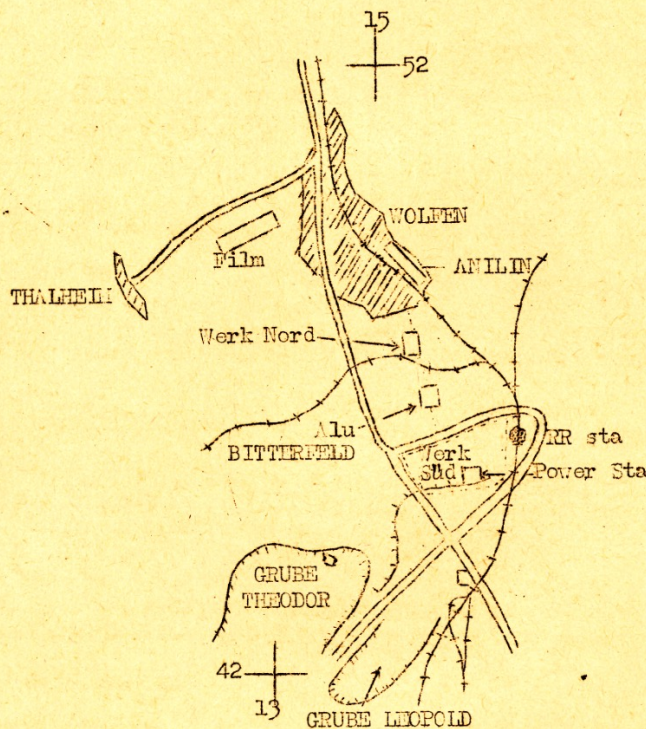 15
52
WOLFEN
Film
ANILIN
THALHEIM
Werk Nord
Alu
BITTERFELD
RR sta
Werk
Süd
Power Sta
GRUBE
THEODOR
42
13
GRUBE LEOPOLD